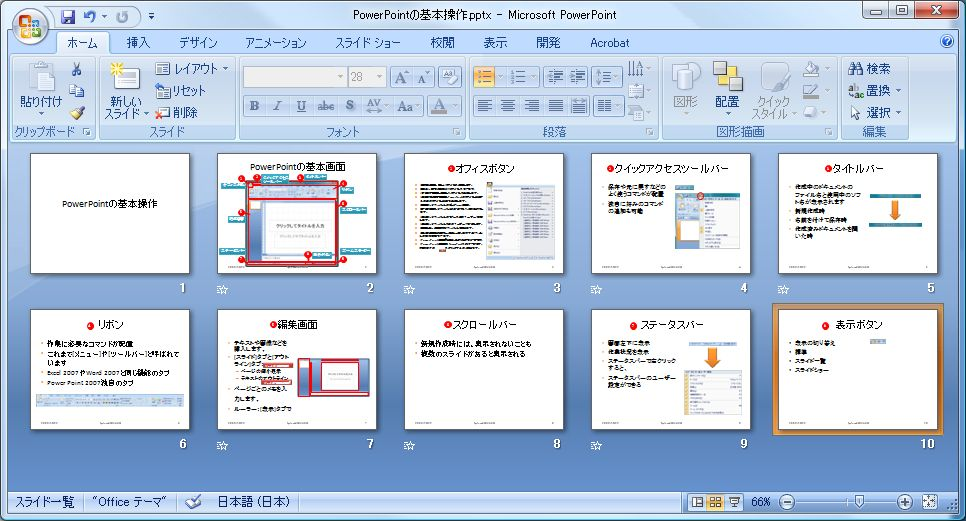 PowerPointの基本操作.pptx - Microsoft PowerPoint
ホーム 挿入 デザイン アニメーション スライド ショー 校閲 表示 開発 Acrobat
貼り付け
クリップボード
新しい
スライド
レイアウト
リセット
削除
スライド
28
B I U abc S AV Aa A
フォント
段落
図形
配置
クイック
スタイル
図形描画
検索
置換
選択
編集
PowerPointの基本操作
1
PowerPointの基本画面
クリックしてタイトルを入力
2
オフィスボタン
3
クイックアクセスツールバー
保存や元に戻すなどの
よく使うコマンドが配置
後者に好みのコマンド
の追加も可能
4
タイトルバー
作成中のドキュメントの
ファイル名と使用中のソフ
ト名が表示されます
新規作成時
名前を付けて保存時
作成済みドキュメントを開
いた時
5
リボン
作業に必要なコマンドが配置
これまで[メニュー]や[ツールバー]と呼ばれて
います
Excel 2007やWord 2007と同じ機能のタブ
Power Point 2007独自のタブ
6
編集画面
テキストや画像などを
挿入します。
[スライド]タブと[アウト
ライン]タブ
ページの縮小表示
テキストのアウトライン
ページごとのメモを入
力します。
ルーラー:[表示]タブで
7
スクロールバー
新規作成時には、表示されないことも
複数のスライドがあると表示される
8
ステータスバー
画面左下に表示
作業状況を表示
ステータスバーで右クリック
すると、
ステータスバーのユーザー
設定ができる
9
表示ボタン
表示の切り替え
標準
スライド一覧
スライドショー
10
スライド一覧 "Office テーマ" 日本語 (日本) 66%